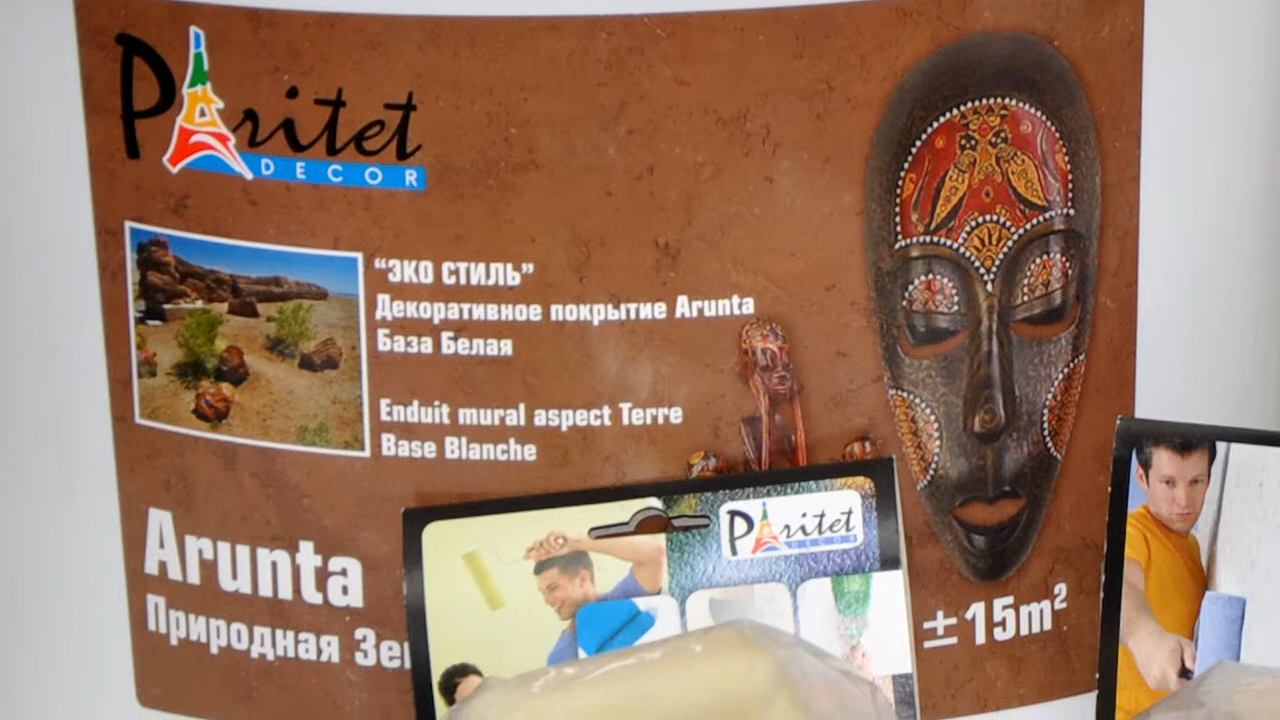 Paritet
DECOR
“ЭКО СТИЛЬ”
Декоративное покрытие Arunta
База Белая
Enduit mural aspect Terre
Base Blanche
Arunta
Природная
±15m²
Paritet
DECOR